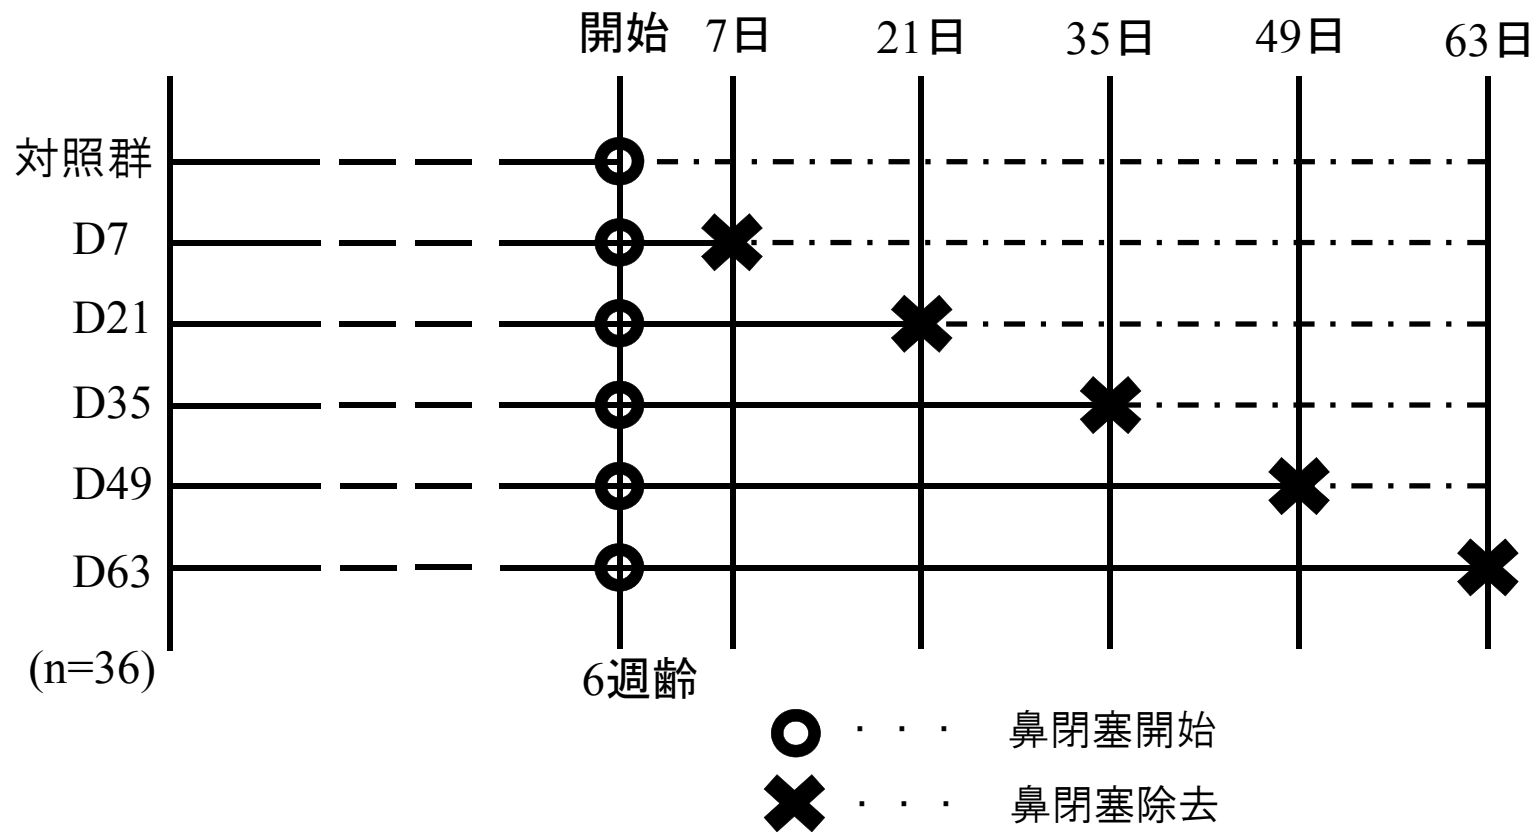 開始 7日 21日 35日 49日 63日
対照群
D7
D21
D35
D49
D63
(n=36)
6週齢
・・・ 鼻閉塞開始
・・・ 鼻閉塞除去